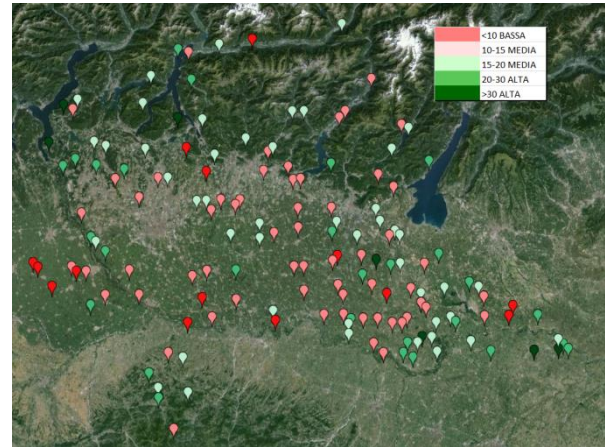 <10 BASSA
10-15 MEDIA
15-20 MEDIA
20-30 ALTA
>30 ALTA